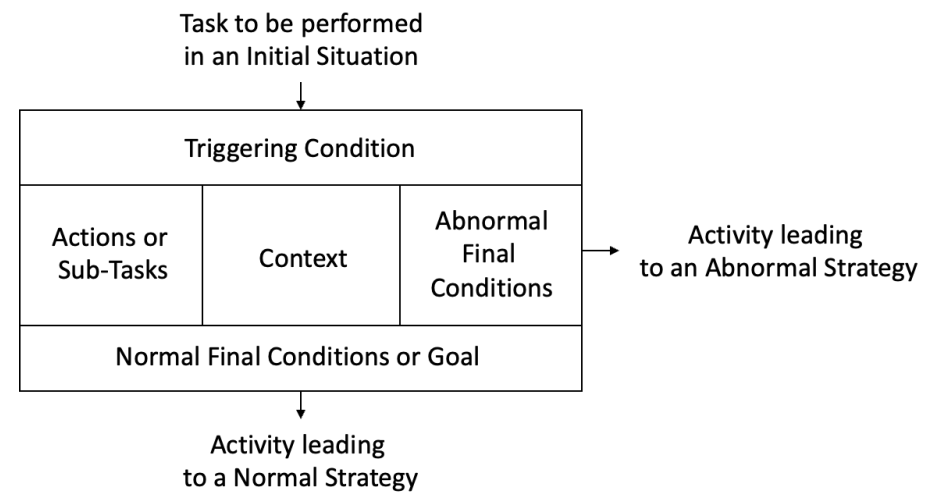 Task to be performed
in an Initial Situation
Triggering Condition
Actions or
Sub-Tasks
Context
Abnormal
Final
Conditions
Activity leading
to an Abnormal Strategy
Normal Final Conditions or Goal
Activity leading
to a Normal Strategy